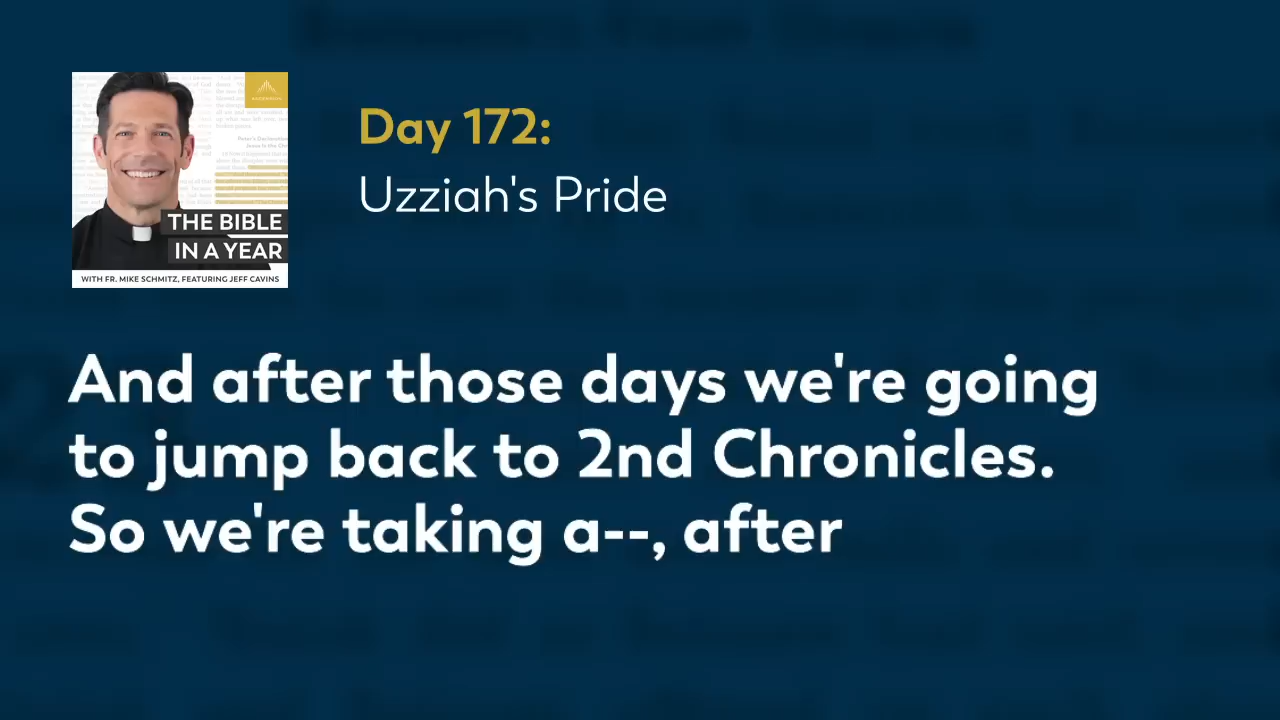 Day 172:
Uzziah's Pride
THE BIBLE
IN A YEAR
WITH FR. MIKE SCHMITZ, FEATURING JEFF CAVINS
And after those days we're going
to jump back to 2nd Chronicles.
So we're taking a--, after